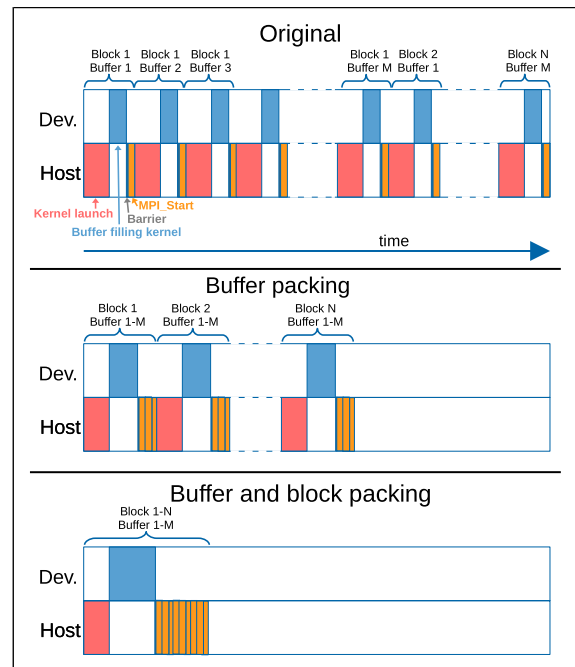 Original
Block 1 Block 1 Block 1 Block 1 Block 2 Block N
Buffer 1 Buffer 2 Buffer 3 Buffer M Buffer 1 Buffer M
Dev.
Host
MPI_Start
Kernel launch
Barrier
Buffer filling kernel
time
Buffer packing
Block 1 Block 2 Block N
Buffer 1-M Buffer 1-M Buffer 1-M
Dev.
Host
Buffer and block packing
Block 1-N
Buffer 1-M
Dev.
Host